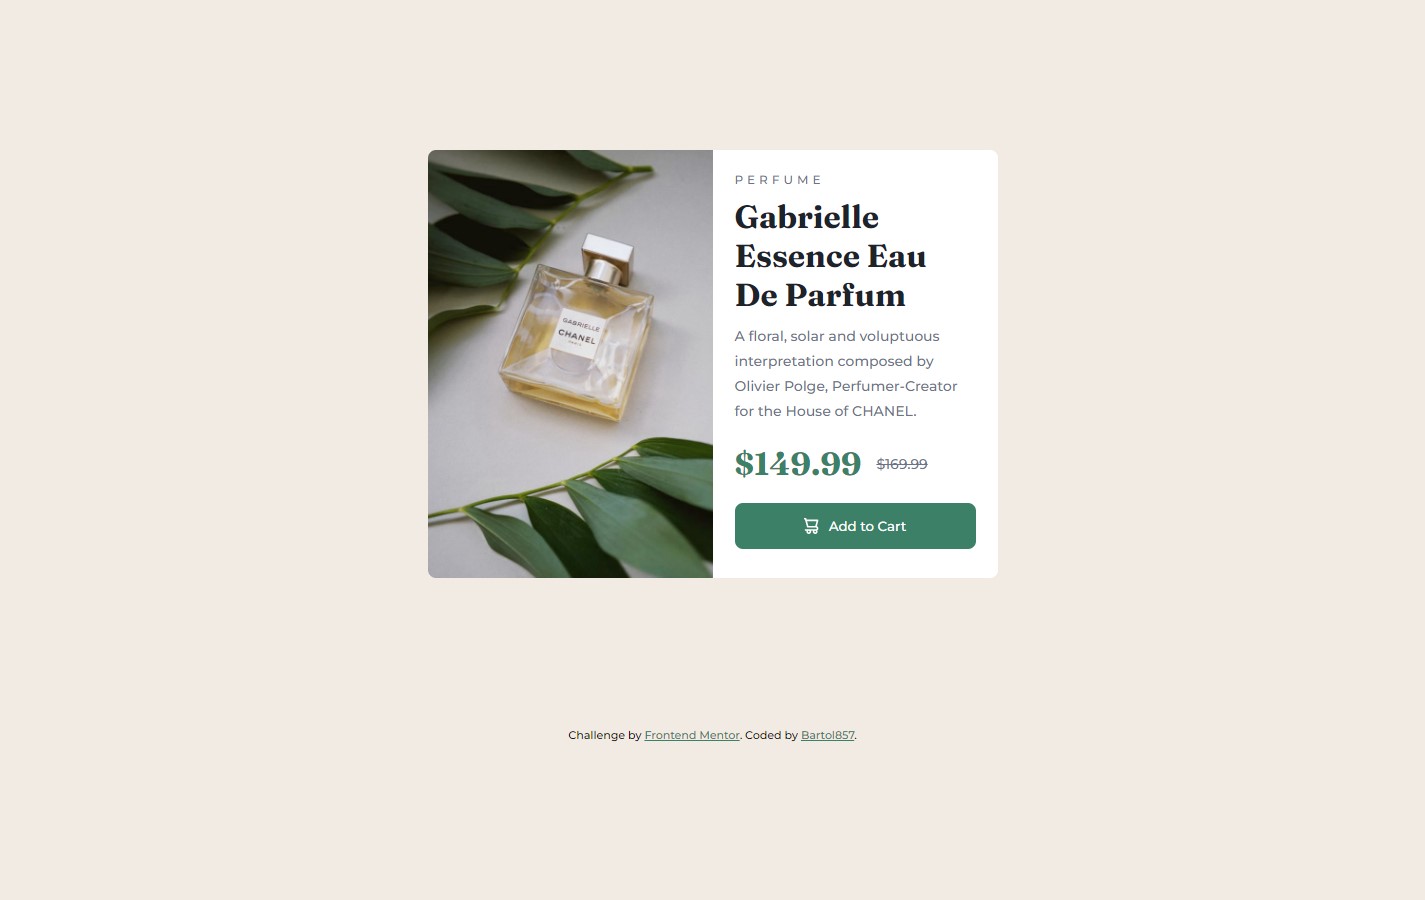 GABRIELLE
CHANEL
PARIS
PERFUME
Gabrielle
Essence Eau
De Parfum
A floral, solar and voluptuous
interpretation composed by
Olivier Polge, Perfumer-Creator
for the House of CHANEL.
$149.99 $169.99
Add to Cart
Challenge by Frontend Mentor. Coded by Bartol857.